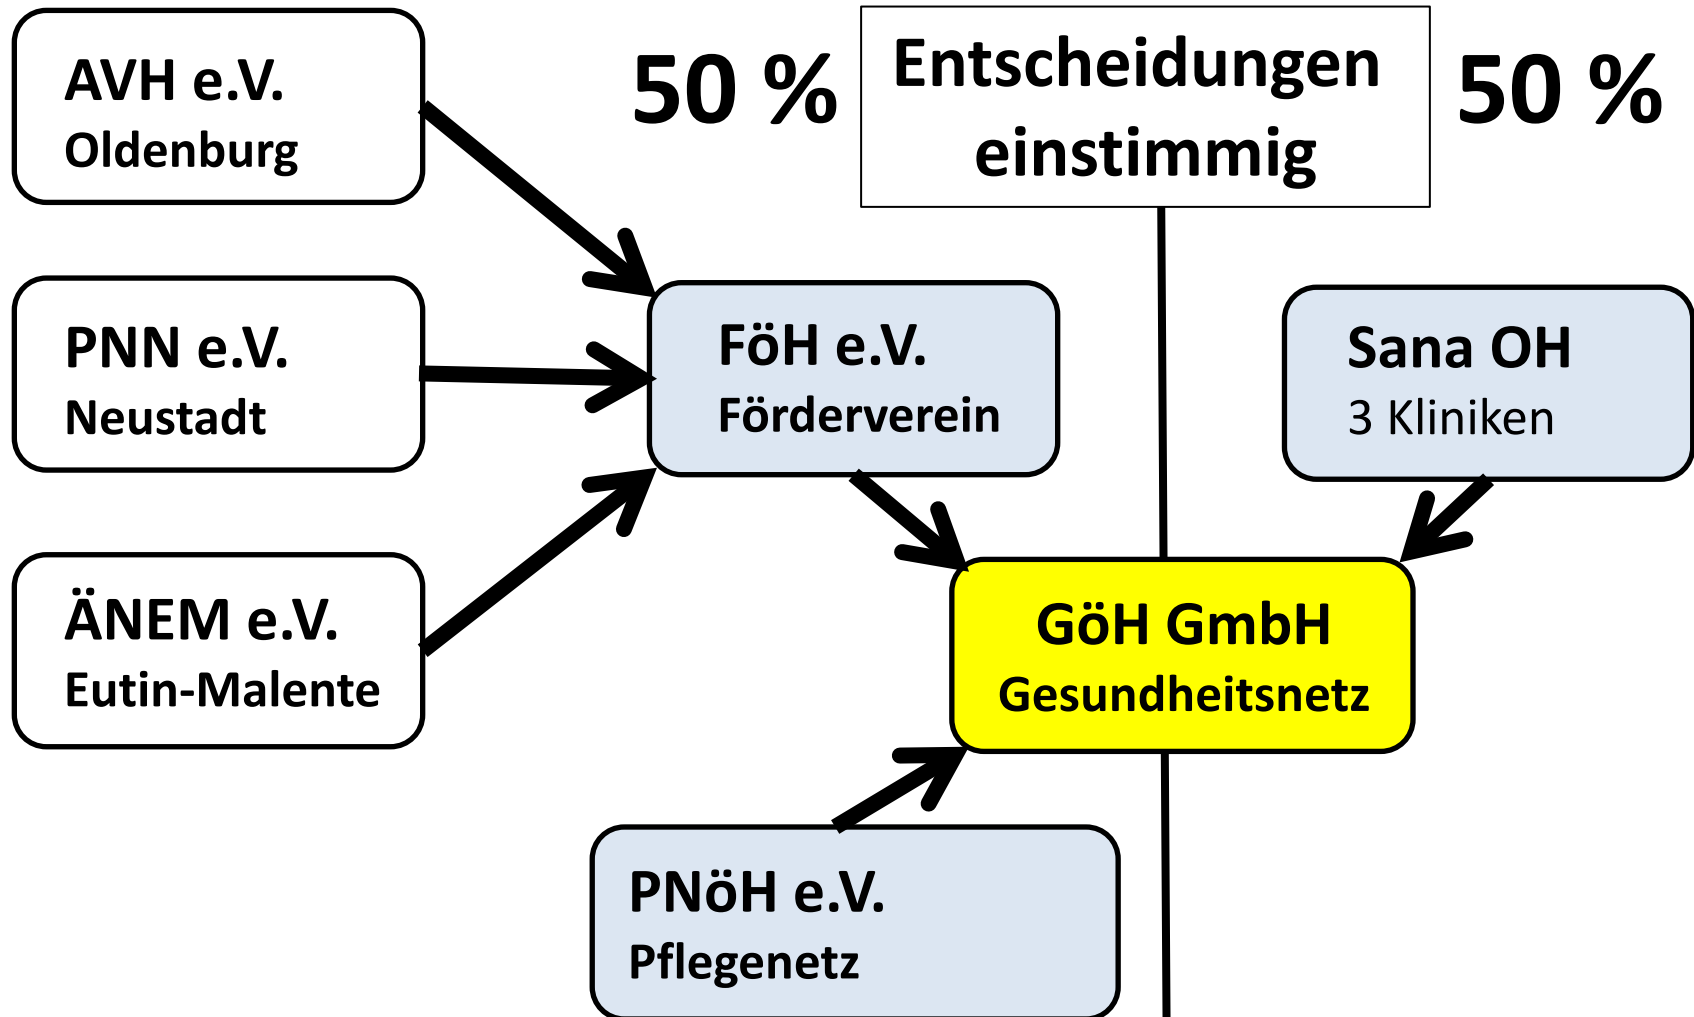 AVH e.V.
Oldenburg
50 %
Entscheidungen
einstimmig
50 %
PNN e.V.
Neustadt
FöH e.V.
Förderverein
Sana OH
3 Kliniken
ÄNEM e.V.
Eutin-Malente
GöH GmbH
Gesundheitsnetz
PNöH e.V.
Pflegenetz